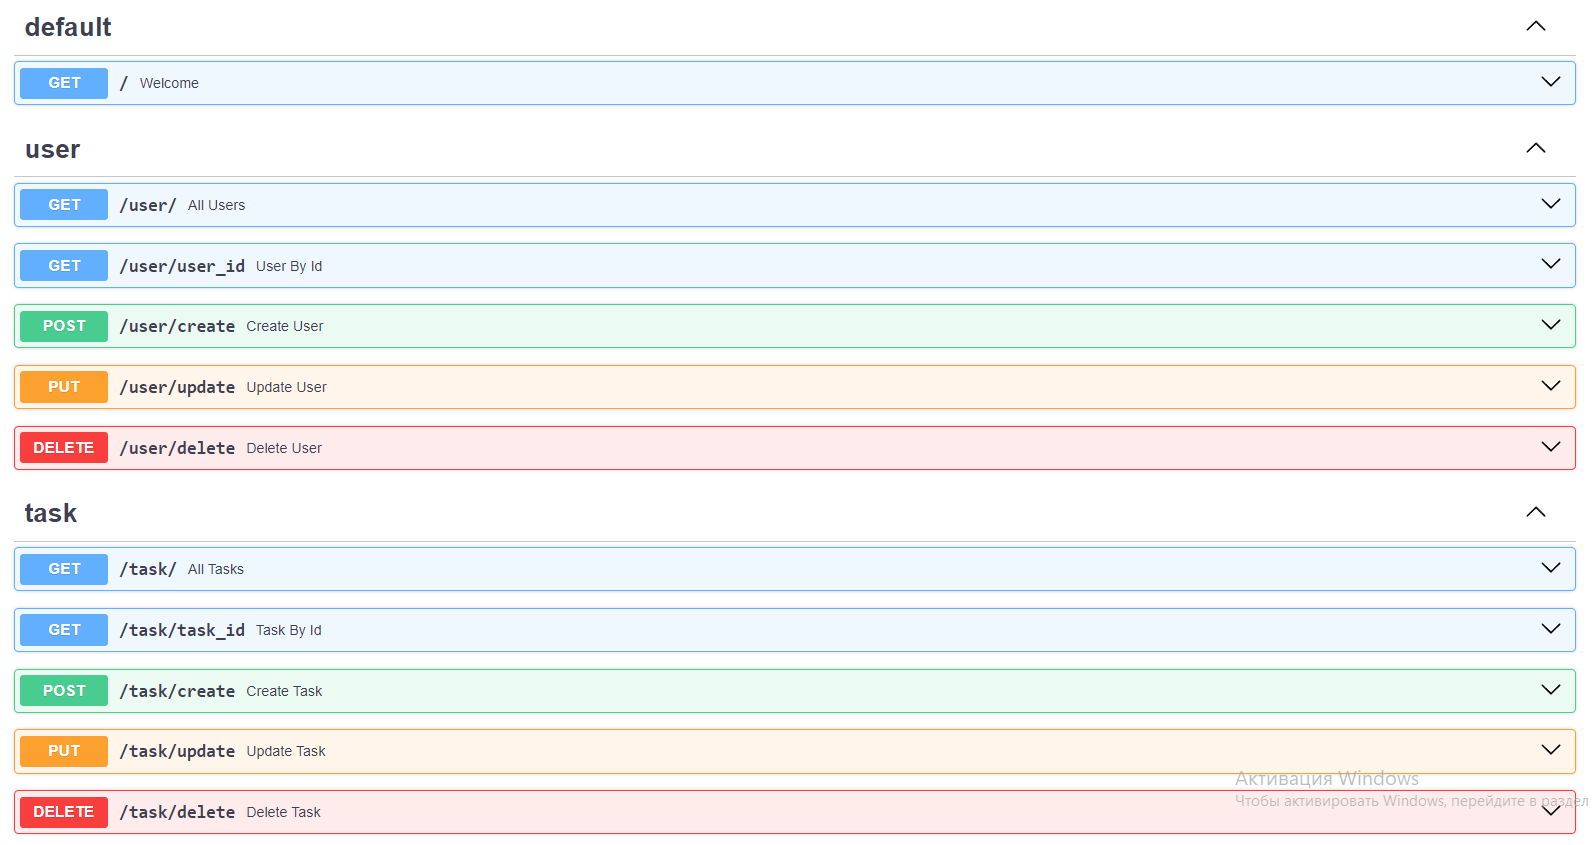 default
GET / Welcome
user
GET /user/ All Users
GET /user/user_id User By Id
POST /user/create Create User
PUT /user/update Update User
DELETE /user/delete Delete User
task
GET /task/ All Tasks
GET /task/task_id Task By Id
POST /task/create Create Task
PUT /task/update Update Task
Активация Windows
Чтобы активировать Windows, перейдите в раздел
DELETE /task/delete Delete Task